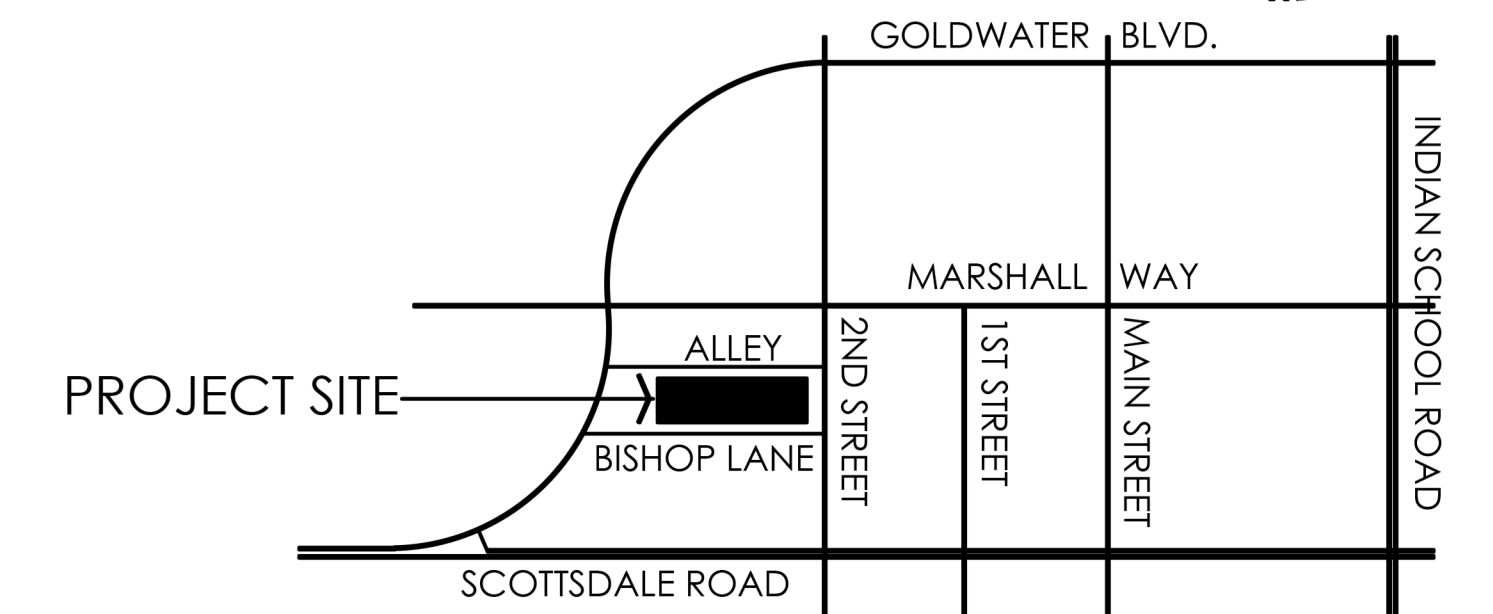 GOLDWATER BLVD.
INDIAN SCHOOL ROAD
MARSHALL WAY
2ND STREET
1ST STREET
MAIN STREET
ALLEY
PROJECT SITE
BISHOP LANE
SCOTTSDALE ROAD